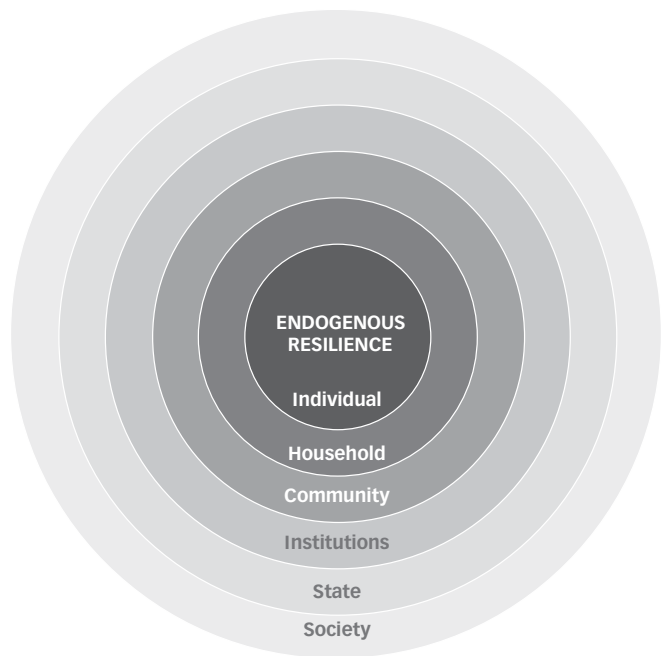 ENDOGENOUS
RESILIENCE
Individual
Household
Community
Institutions
State
Society